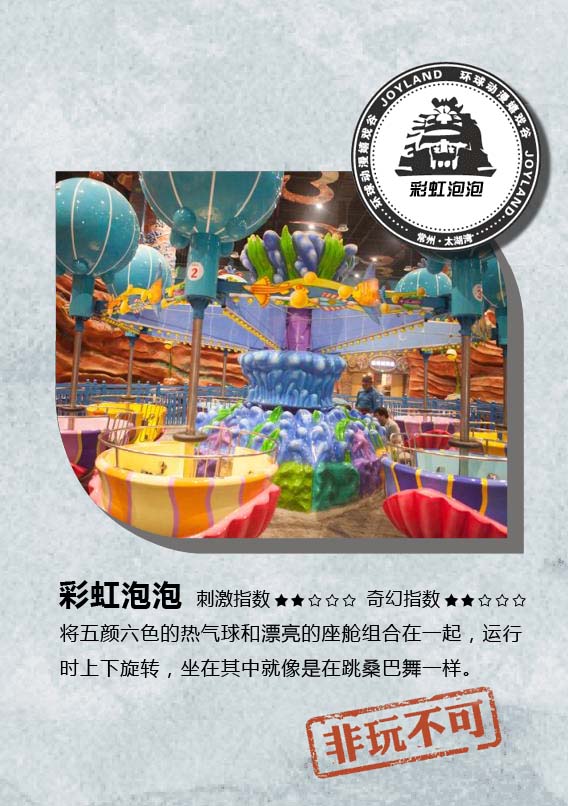 环球动漫嬉戏谷 JOYLAND 环球动漫嬉戏谷 JOYLAND
彩虹泡泡
常州·太湖湾
2
彩虹泡泡 刺激指数★★☆☆☆ 奇幻指数★★☆☆☆
将五颜六色的热气球和漂亮的座舱组合在一起，运行
时上下旋转，坐在其中就像是在跳桑巴舞一样。
非玩不可